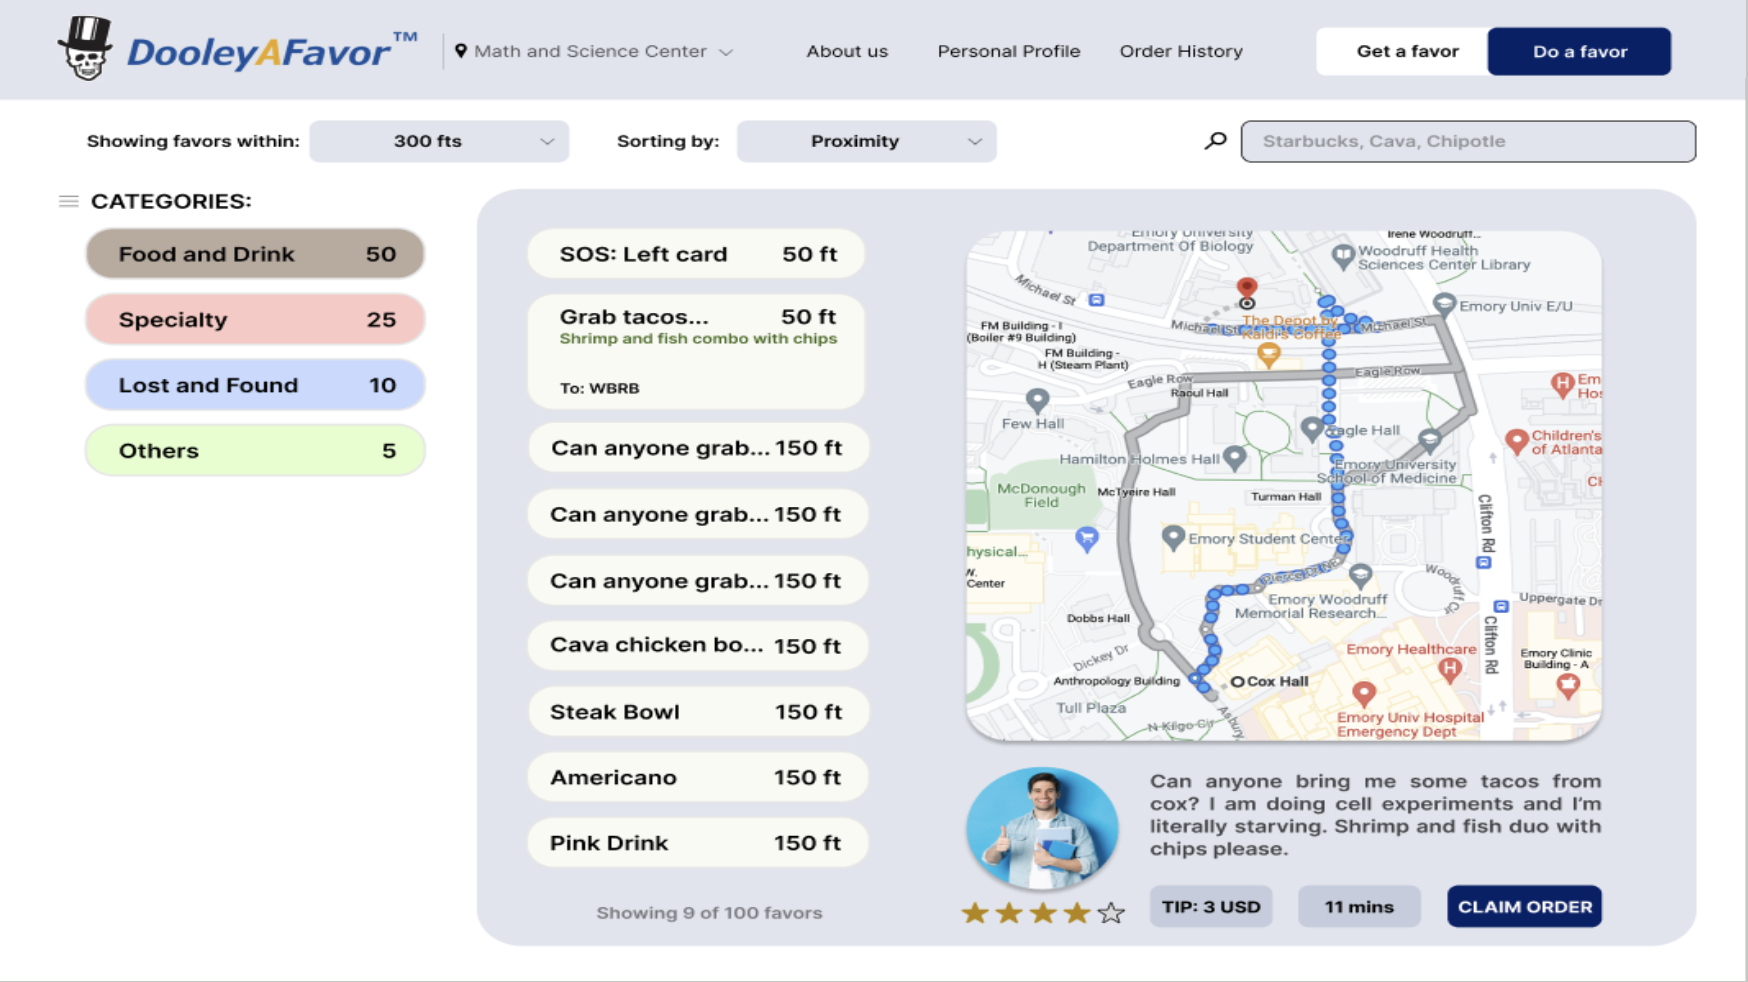 DooleyAFavor™
Math and Science Center
About us
Personal Profile
Order History
Get a favor
Do a favor
Showing favors within:
300 fts
Sorting by:
Proximity
Starbucks, Cava, Chipotle
CATEGORIES:
Food and Drink 50
Specialty 25
Lost and Found 10
Others 5
SOS: Left card 50 ft
Grab tacos... 50 ft
Shrimp and fish combo with chips
To: WBRB
Can anyone grab... 150 ft
Can anyone grab... 150 ft
Can anyone grab... 150 ft
Cava chicken bo... 150 ft
Steak Bowl 150 ft
Americano 150 ft
Pink Drink 150 ft
Showing 9 of 100 favors
Emory University
Department Of Biology
Irene Woodruff...
Woodruff Health
Sciences Center Library
Michael St
Emory Univ E/U
FM Building - I
(Boiler #9 Building)
The Depot by
Kaldi's Coffee
Michael St
Michael St
FM Building -
H (Steam Plant)
Eagle Row
Eagle Row
Raoul Hall
Few Hall
Eagle Hall
Children's
of Atlanta
Hamilton Holmes Hall
Emory University
School of Medicine
McDonough
Field
McTyeire Hall
Turman Hall
Clifton Rd
Emory Student Center
hysical...
W.
Center
Pierce Dr NE
Woodruff Cir
Emory Woodruff
Memorial Research...
Uppergate Dr
Dobbs Hall
Clifton Rd
Dickey Dr
Emory Healthcare
Emory Clinic
Building - A
Anthropology Building
Cox Hall
Tull Plaza
N Kilgo Cir
Asbury
Emory Univ Hospital
Emergency Dept
Can anyone bring me some tacos from
cox? I am doing cell experiments and I'm
literally starving. Shrimp and fish duo with
chips please.
TIP: 3 USD
11 mins
CLAIM ORDER